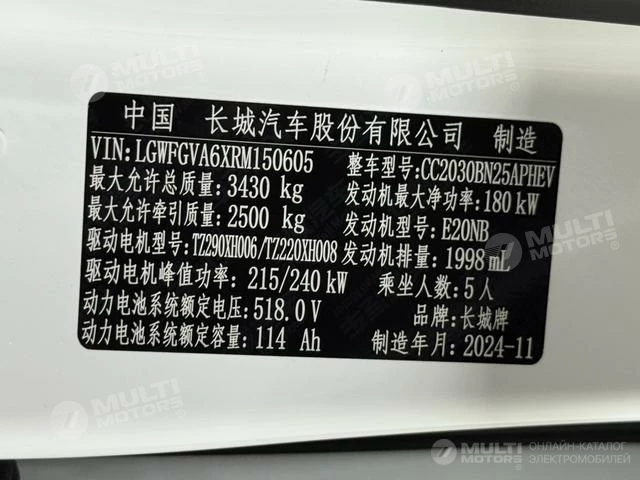 中国 长城汽车股份有限公司 制造
VIN: LGWFGVA6XRM150605 整车型号: CC2030BN25APHEV
最大允许总质量: 3430 kg 发动机最大净功率: 180 kW
最大允许牵引质量: 2500 kg 发动机型号: E20NB
驱动电机型号: TZ290XH006/TZ220XH008 发动机排量: 1998 mL
驱动电机峰值功率: 215/240 kW 乘坐人数: 5人
动力电池系统额定电压: 518.0 V 品牌: 长城牌
动力电池系统额定容量: 114 Ah 制造年月: 2024-11
MULTI MOTORS
MULTI MOTORS
MULTI MOTORS
MULTI MOTORS
MULTI MOTORS ОНЛАЙН-КАТАЛОГ ЭЛЕКТРОМОБИЛЕЙ